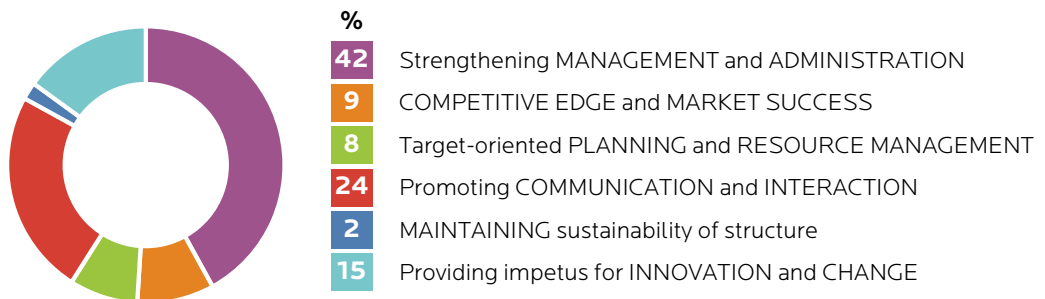 %
42 Strengthening MANAGEMENT and ADMINISTRATION
9 COMPETITIVE EDGE and MARKET SUCCESS
8 Target-oriented PLANNING and RESOURCE MANAGEMENT
24 Promoting COMMUNICATION and INTERACTION
2 MAINTAINING sustainability of structure
15 Providing impetus for INNOVATION and CHANGE